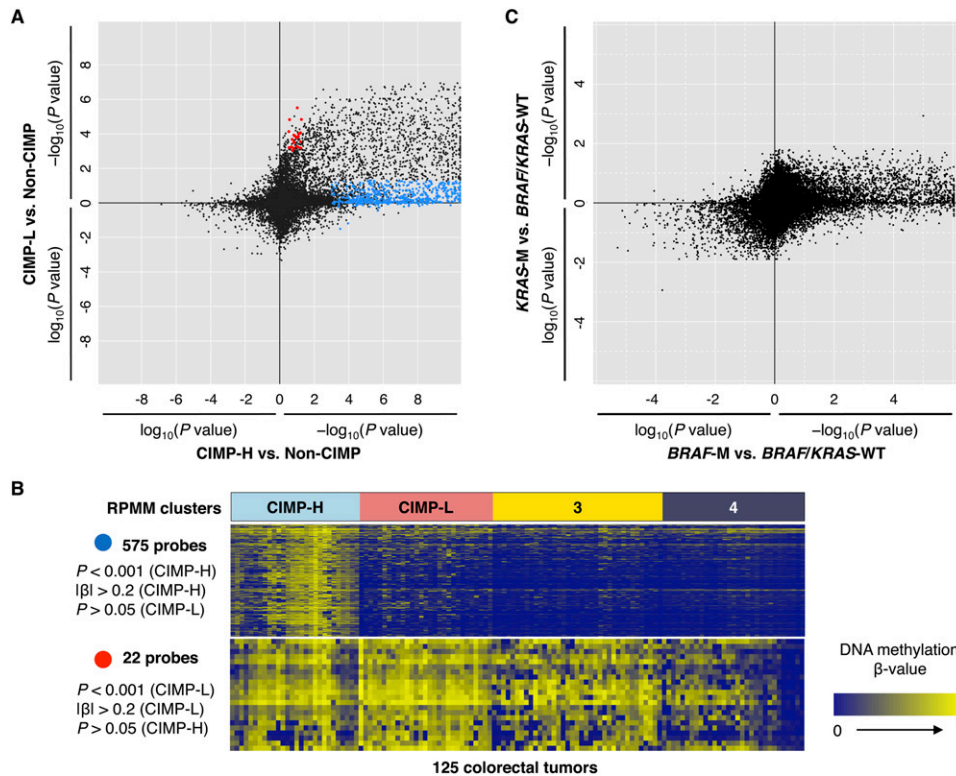 A
CIMP-L vs. Non-CIMP
log10(P value)
−log10(P value)
8
6
4
2
0
-2
-4
-6
-8
-8 -6 -4 -2 0 2 4 6 8
log10(P value) −log10(P value)
CIMP-H vs. Non-CIMP
C
KRAS-M vs. BRAF/KRAS-WT
log10(P value)
−log10(P value)
4
2
0
-2
-4
-4 -2 0 2 4
log10(P value) −log10(P value)
BRAF-M vs. BRAF/KRAS-WT
B
RPMM clusters CIMP-H CIMP-L 3 4
575 probes
P < 0.001 (CIMP-H)
|β| > 0.2 (CIMP-H)
P > 0.05 (CIMP-L)
22 probes
P < 0.001 (CIMP-L)
|β| > 0.2 (CIMP-L)
P > 0.05 (CIMP-H)
125 colorectal tumors
DNA methylation
β-value
0